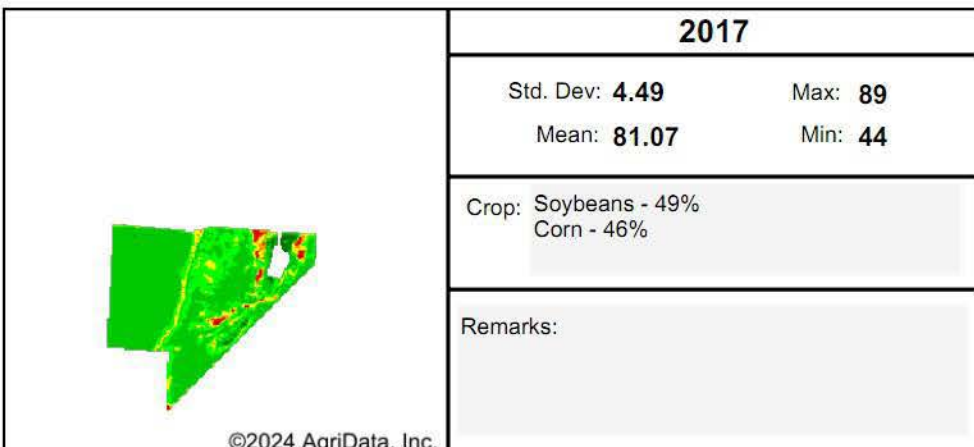 2017
Std. Dev: 4.49 Max: 89
Mean: 81.07 Min: 44
Crop: Soybeans - 49%
Corn - 46%
Remarks:
©2024 AgriData, Inc.